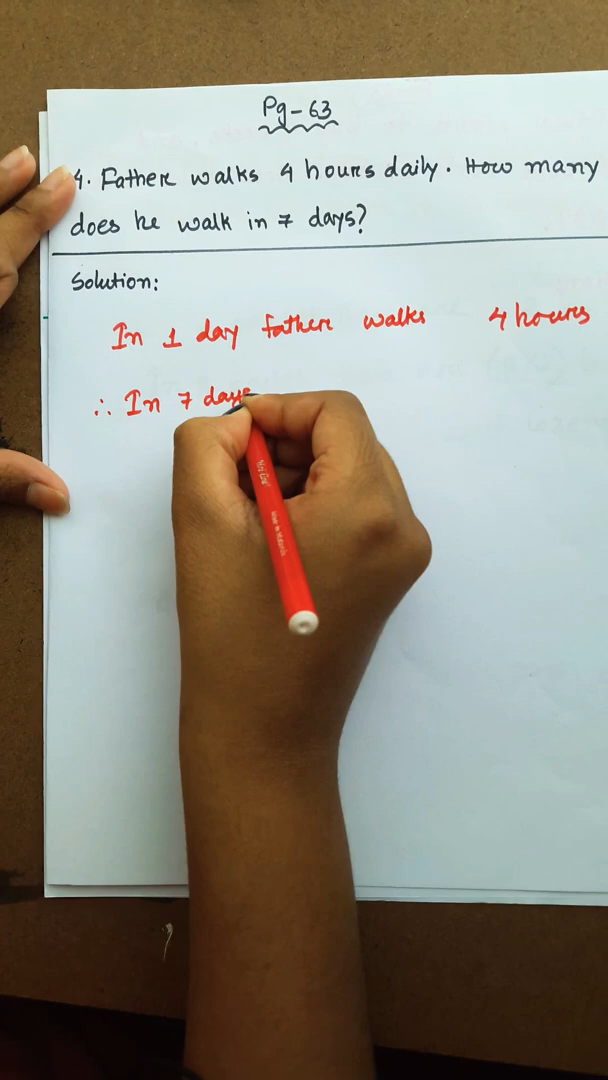 Pg-63
4. Father walks 4 hours daily. How many
does he walk in 7 days?
Solution:
In 1 day father walks 4 hours
∴ In 7 days